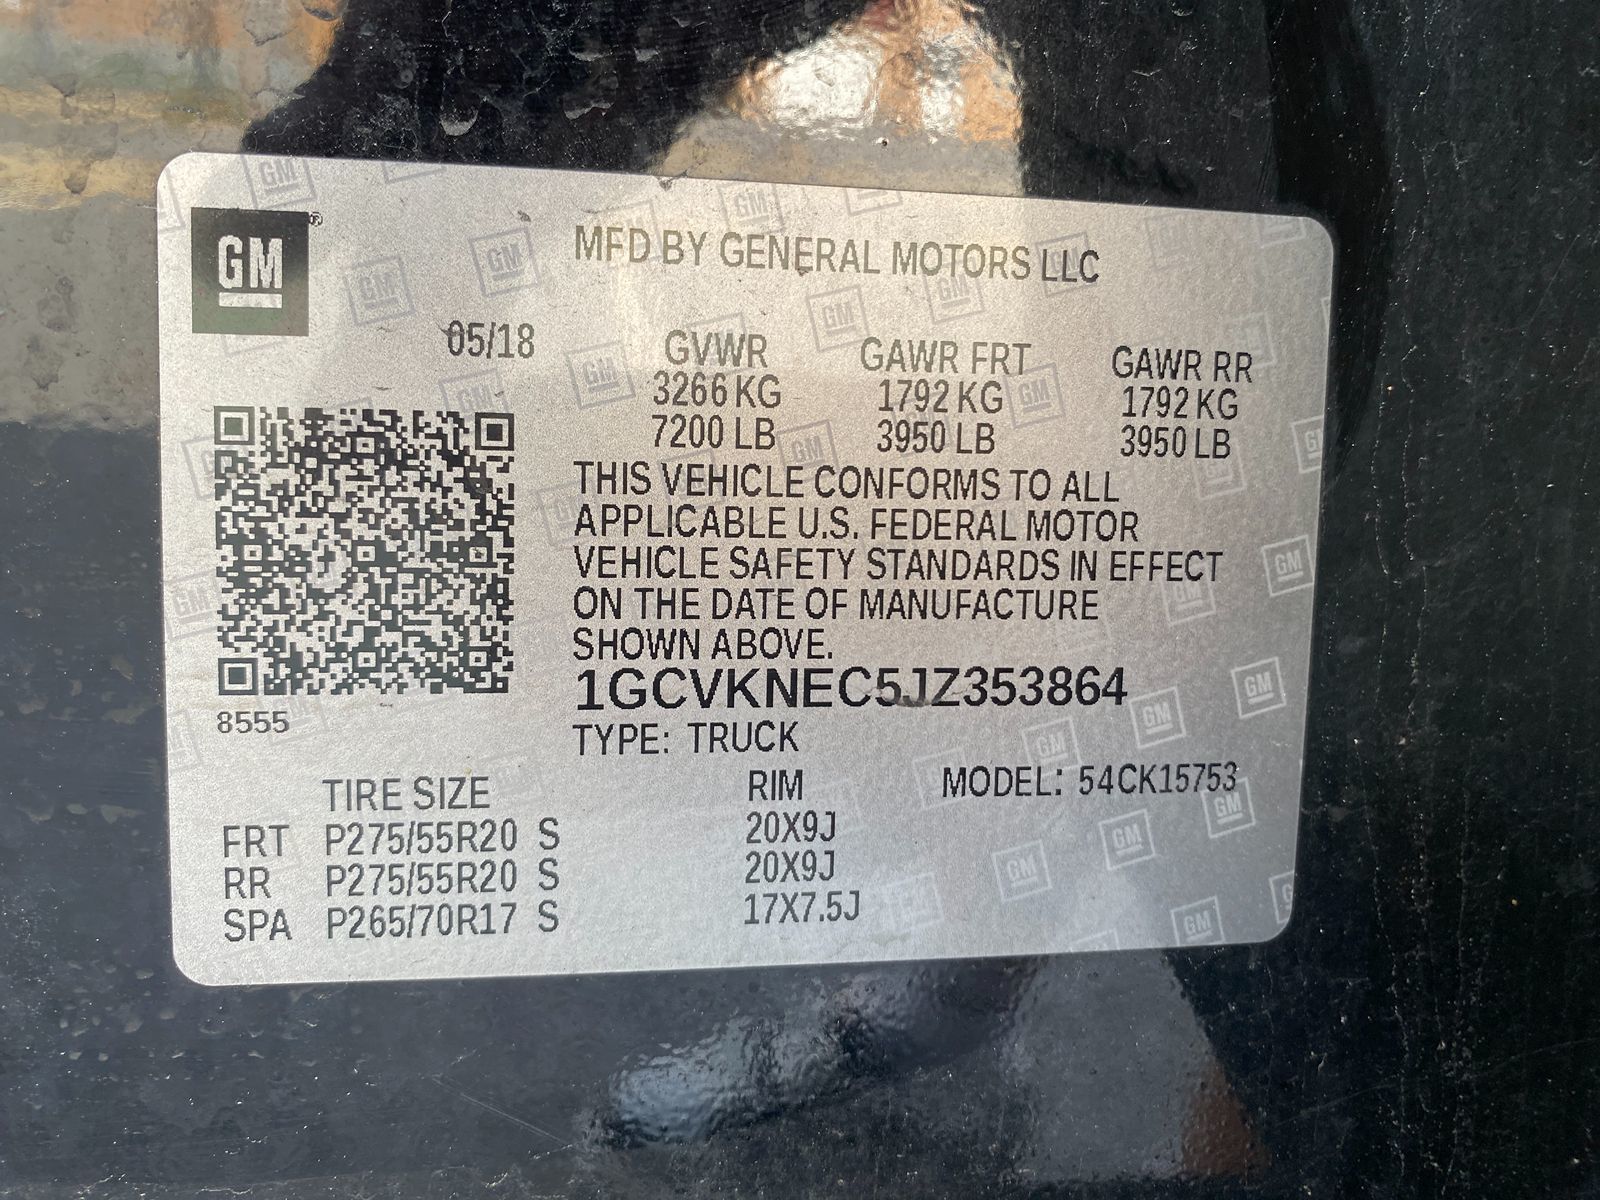 GM®
MFD BY GENERAL MOTORS LLC
05/18
GVWR GAWR FRT GAWR RR
3266 KG 1792 KG 1792 KG
7200 LB 3950 LB 3950 LB
THIS VEHICLE CONFORMS TO ALL
APPLICABLE U.S. FEDERAL MOTOR
VEHICLE SAFETY STANDARDS IN EFFECT
ON THE DATE OF MANUFACTURE
SHOWN ABOVE.
1GCVKNEC5JZ353864
8555
TYPE: TRUCK
TIRE SIZE RIM MODEL: 54CK15753
FRT P275/55R20 S 20X9J
RR P275/55R20 S 20X9J
SPA P265/70R17 S 17X7.5J